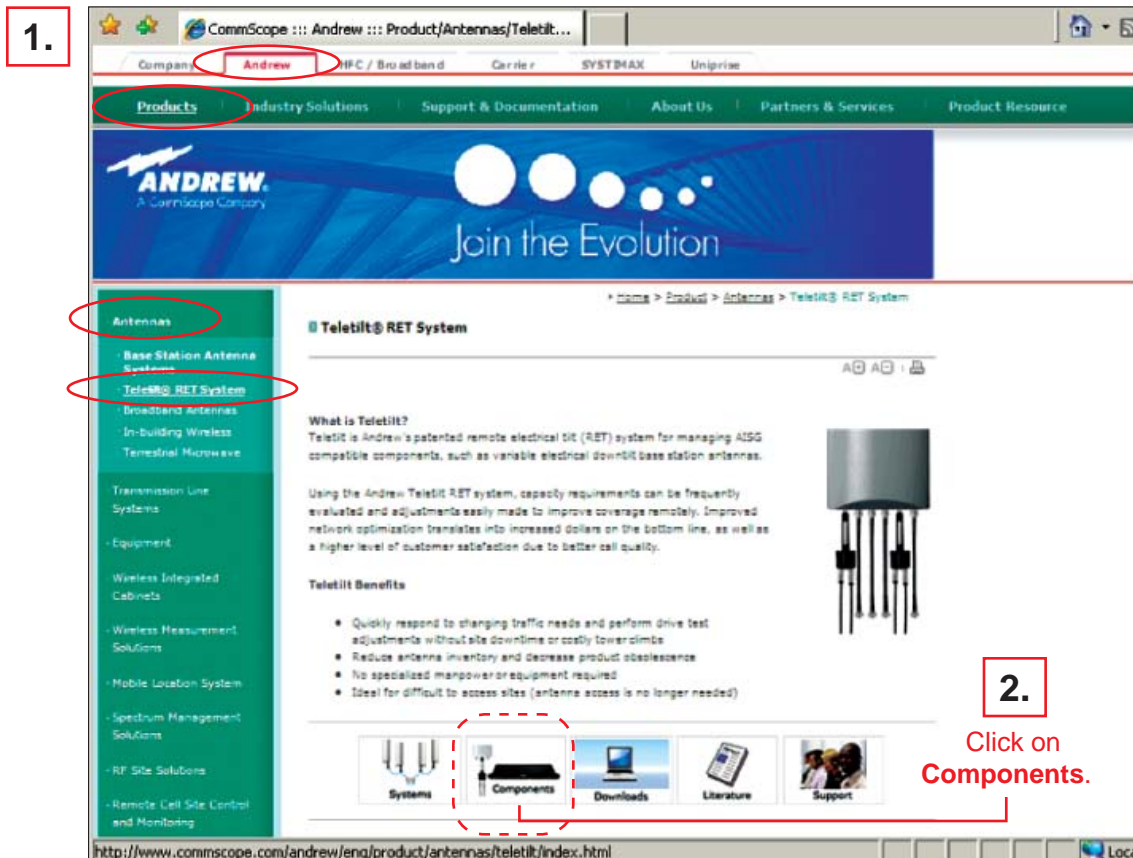 1.
CommScope ::: Andrew ::: Product/Antennas/Teletilt...
Company Andrew HFC / Broadband Carrier SYSTIMAX Uniprise
Products Industry Solutions Support & Documentation About Us Partners & Services Product Resource
ANDREW.
A CommScope Company
Join the Evolution
Home > Product > Antennas > Teletilt® RET System
Antennas
Base Station Antenna
Systems
Teletilt® RET System
Broadband Antennas
In-building Wireless
Terrestrial Microwave
Transmission Line
Systems
Equipment
Wireless Integrated
Cabinets
Wireless Measurement
Solutions
Mobile Location System
Spectrum Management
Solutions
RF Site Solutions
Remote Cell Site Control
and Monitoring
Teletilt® RET System
A+ A- |
What is Teletilt?
Teletilt is Andrew's patented remote electrical tilt (RET) system for managing AISG
compatible components, such as variable electrical downtilt base station antennas.
Using the Andrew Teletilt RET system, capacity requirements can be frequently
evaluated and adjustments easily made to improve coverage remotely. Improved
network optimization translates into increased dollars on the bottom line, as well as
a higher level of customer satisfaction due to better call quality.
Teletilt Benefits
• Quickly respond to changing traffic needs and perform drive test
adjustments without site downtime or costly tower climbs
• Reduce antenna inventory and decrease product obsolescence
• No specialized manpower or equipment required
• Ideal for difficult to access sites (antenna access is no longer needed)
Systems Components Downloads Literature Support
2.
Click on
Components.
http://www.commscope.com/andrew/eng/product/antennas/teletilt/index.html
Loca